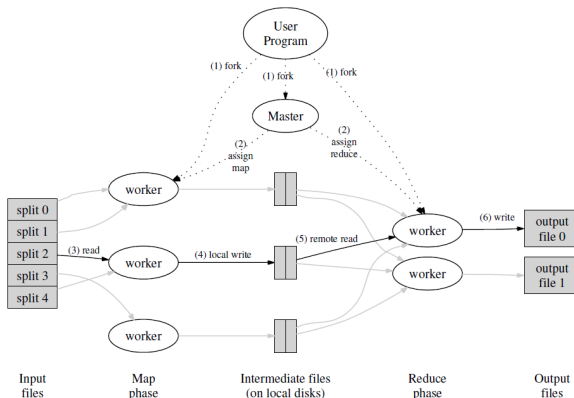 User
Program
(1) fork
(1) fork
(1) fork
Master
(2)
assign
map
(2)
assign
reduce
worker
split 0
split 1
split 2
split 3
split 4
(3) read
worker
(4) local write
(5) remote read
worker
(6) write
output
file 0
worker
output
file 1
worker
Input
files
Map
phase
Intermediate files
(on local disks)
Reduce
phase
Output
files